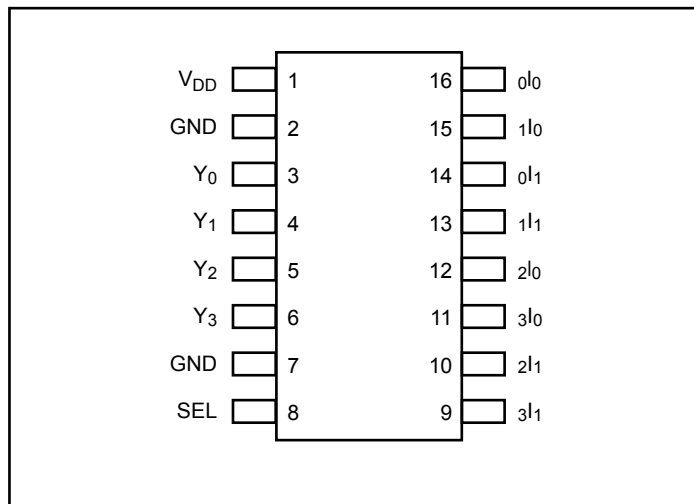 V_DD 1 16 ₀I₀
GND 2 15 ₁I₀
Y₀ 3 14 ₀I₁
Y₁ 4 13 ₁I₁
Y₂ 5 12 ₂I₀
Y₃ 6 11 ₃I₀
GND 7 10 ₂I₁
SEL 8 9 ₃I₁